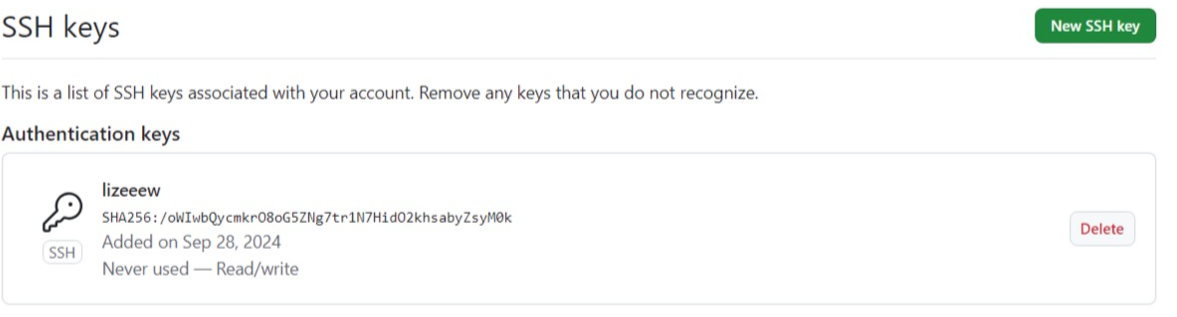 SSH keys
New SSH key
This is a list of SSH keys associated with your account. Remove any keys that you do not recognize.
Authentication keys
lizeeew
SHA256:/oWIwbQycmkrO8oG5ZNg7tr1N7HidO2khsabyZsyM0k
Added on Sep 28, 2024
SSH
Never used — Read/write
Delete